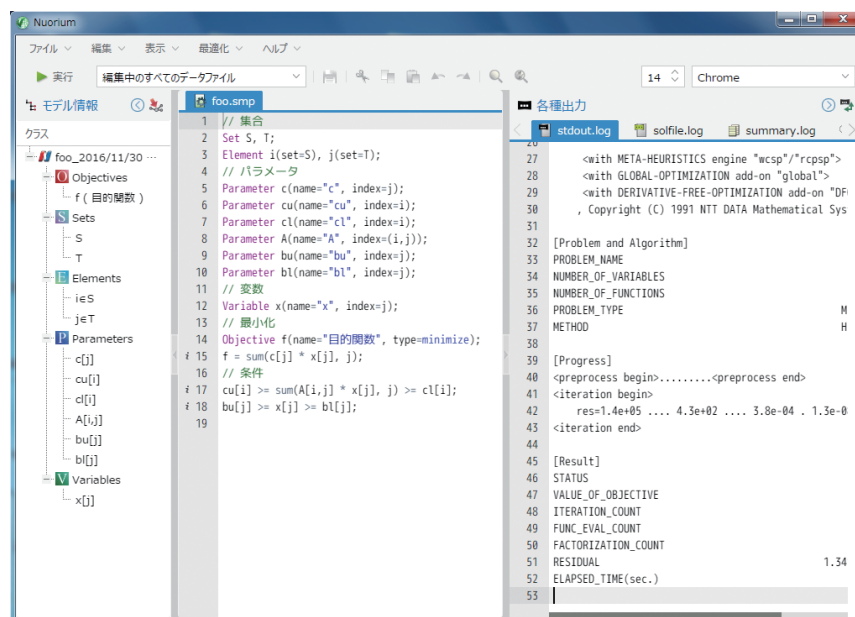 Nuorium
ファイル 編集 表示 最適化 ヘルプ
実行 編集中のすべてのデータファイル 14 Chrome
モデル情報
クラス
foo_2016/11/30 ...
Objectives
f ( 目的関数 )
Sets
S
T
Elements
i∈S
j∈T
Parameters
c[j]
cu[i]
cl[i]
A[i,j]
bu[j]
bl[j]
Variables
x[j]
foo.smp
1 // 集合
2 Set S, T;
3 Element i(set=S), j(set=T);
4 // パラメータ
5 Parameter c(name="c", index=j);
6 Parameter cu(name="cu", index=i);
7 Parameter cl(name="cl", index=i);
8 Parameter A(name="A", index=(i,j));
9 Parameter bu(name="bu", index=j);
10 Parameter bl(name="bl", index=j);
11 // 変数
12 Variable x(name="x", index=j);
13 // 最小化
14 Objective f(name="目的関数", type=minimize);
i 15 f = sum(c[j] * x[j], j);
16 // 条件
i 17 cu[i] >= sum(A[i,j] * x[j], j) >= cl[i];
i 18 bu[j] >= x[j] >= bl[j];
19
各種出力
stdout.log solfile.log summary.log
26
27 <with META-HEURISTICS engine "wcsp"/"rcpsp">
28 <with GLOBAL-OPTIMIZATION add-on "global">
29 <with DERIVATIVE-FREE-OPTIMIZATION add-on "DF
30 , Copyright (C) 1991 NTT DATA Mathematical Sys
31
32 [Problem and Algorithm]
33 PROBLEM_NAME
34 NUMBER_OF_VARIABLES
35 NUMBER_OF_FUNCTIONS
36 PROBLEM_TYPE M
37 METHOD H
38
39 [Progress]
40 <preprocess begin>.........<preprocess end>
41 <iteration begin>
42 res=1.4e+05 .... 4.3e+02 .... 3.8e-04 . 1.3e-0
43 <iteration end>
44
45 [Result]
46 STATUS
47 VALUE_OF_OBJECTIVE
48 ITERATION_COUNT
49 FUNC_EVAL_COUNT
50 FACTORIZATION_COUNT
51 RESIDUAL 1.34
52 ELAPSED_TIME(sec.)
53